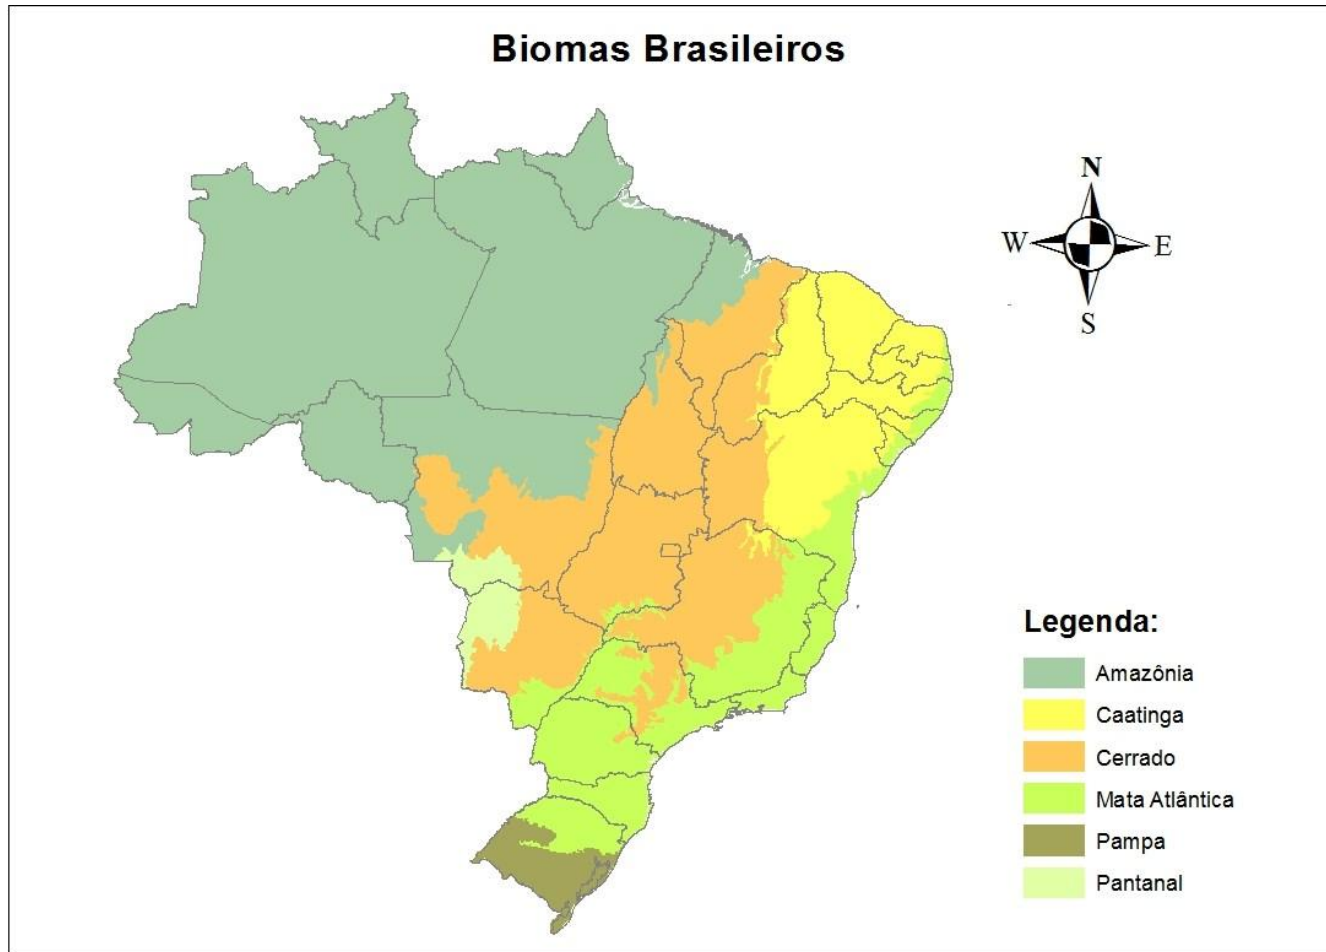 Biomas Brasileiros
N
W
E
S
Legenda:
Amazônia
Caatinga
Cerrado
Mata Atlântica
Pampa
Pantanal